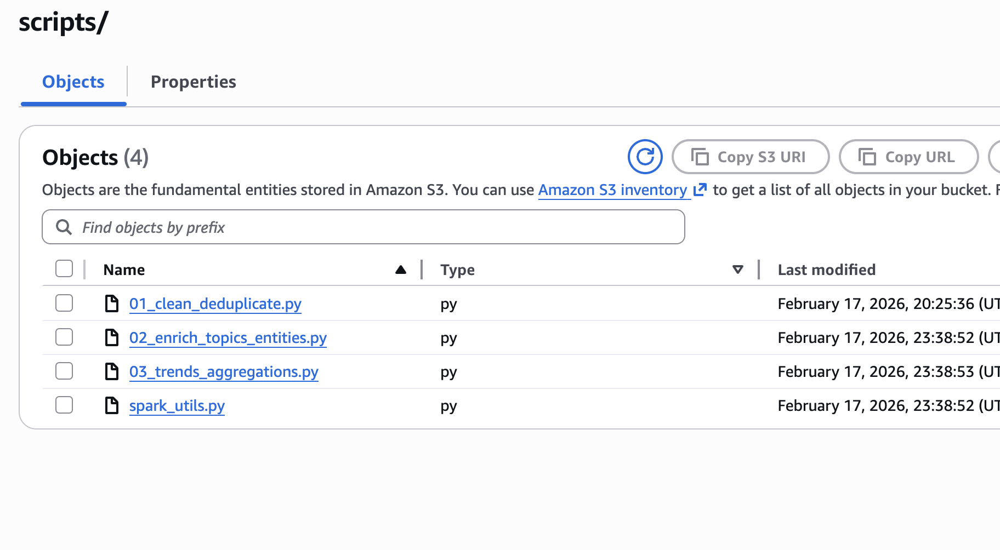 scripts/
Objects
Properties
Objects (4)
Copy S3 URI
Copy URL
Objects are the fundamental entities stored in Amazon S3. You can use Amazon S3 inventory to get a list of all objects in your bucket.
Find objects by prefix
Name Type Last modified
01_clean_deduplicate.py py February 17, 2026, 20:25:36 (UT
02_enrich_topics_entities.py py February 17, 2026, 23:38:52 (UT
03_trends_aggregations.py py February 17, 2026, 23:38:53 (UT
spark_utils.py py February 17, 2026, 23:38:52 (UT